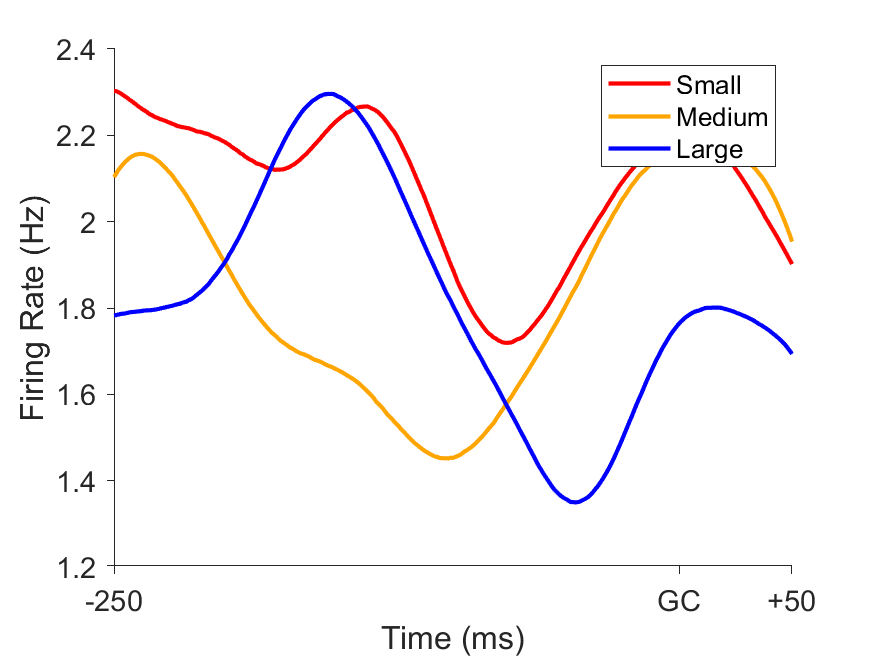 2.4
2.2
2
1.8
1.6
1.4
1.2
Firing Rate (Hz)
Small
Medium
Large
-250
GC
+50
Time (ms)